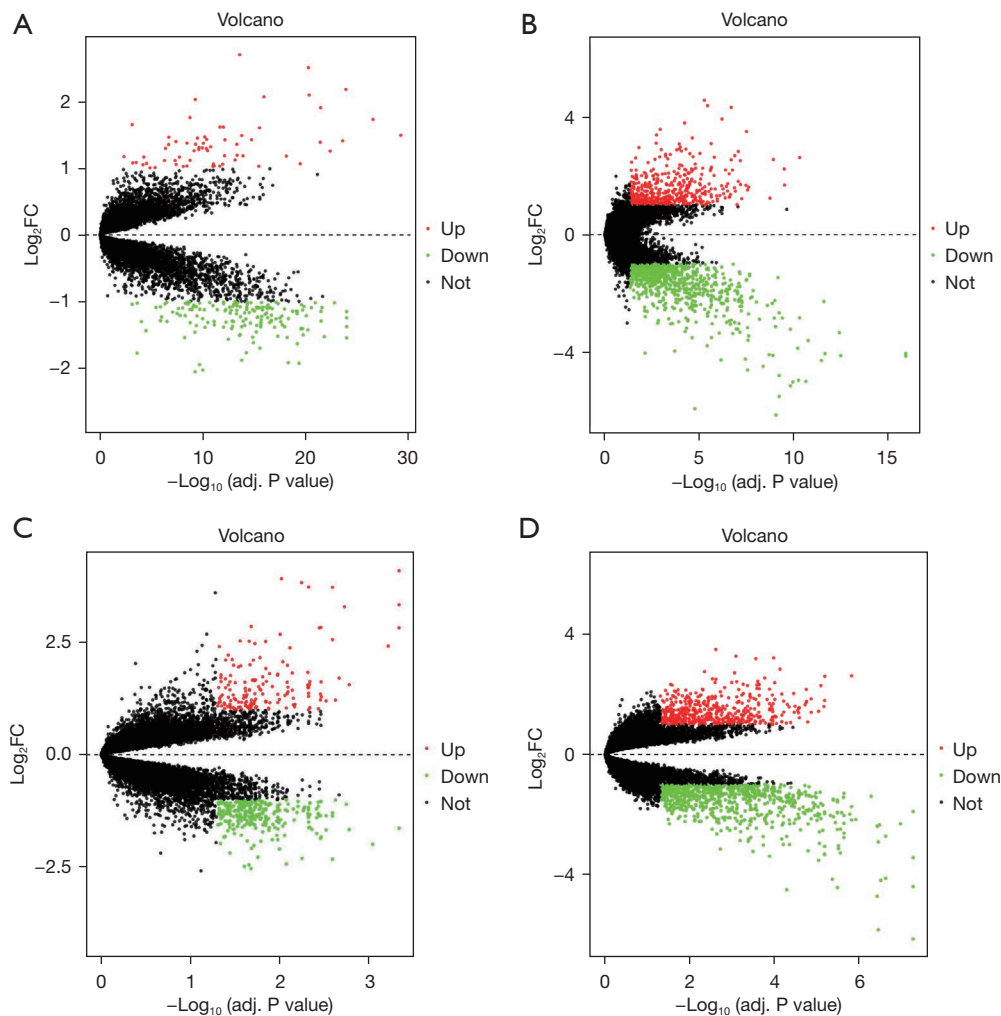 A
Volcano
Log₂FC
2
1
0
−1
−2
0
10
20
30
−Log₁₀ (adj. P value)
Up
Down
Not
B
Volcano
Log₂FC
4
0
−4
0
5
10
15
−Log₁₀ (adj. P value)
Up
Down
Not
C
Volcano
Log₂FC
2.5
0.0
−2.5
0
1
2
3
−Log₁₀ (adj. P value)
Up
Down
Not
D
Volcano
Log₂FC
4
0
−4
0
2
4
6
−Log₁₀ (adj. P value)
Up
Down
Not